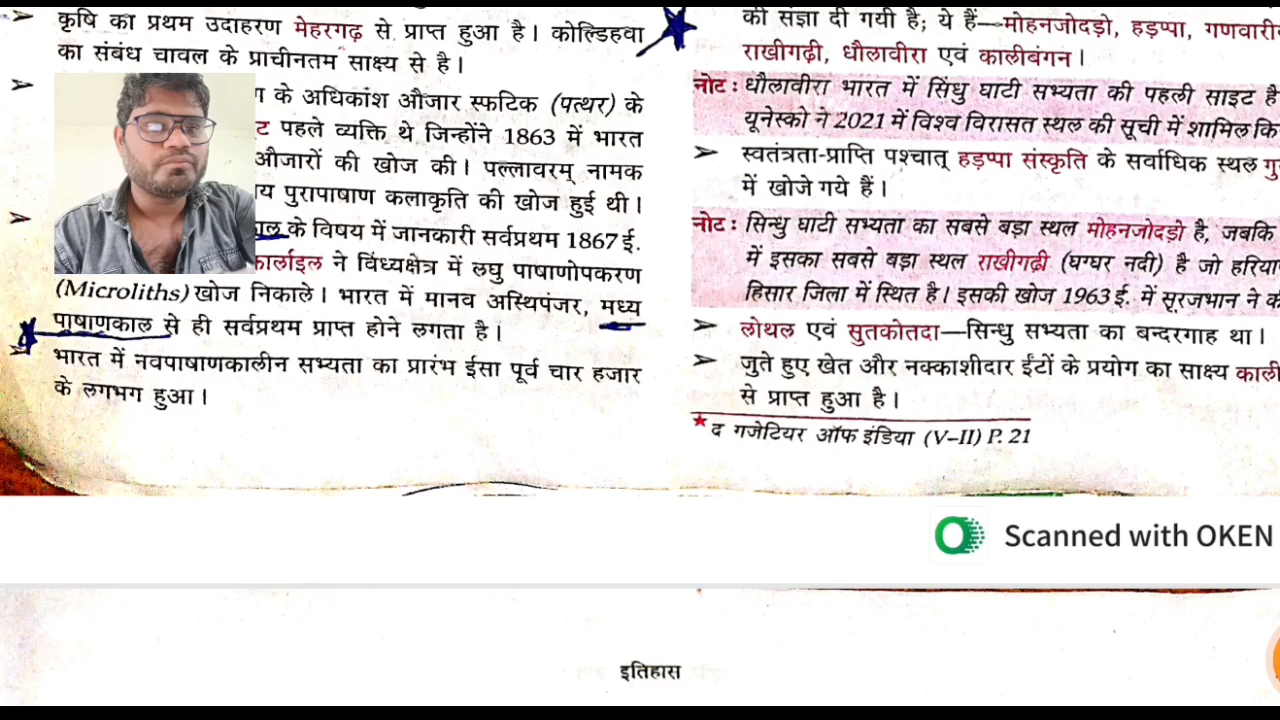 कृषि का प्रथम उदाहरण मेहरगढ़ से प्राप्त हुआ है। कोल्डिहवा
का संबंध चावल के प्राचीनतम साक्ष्य से है।
के अधिकांश औजार स्फटिक (पत्थर) के
पहले व्यक्ति थे जिन्होंने 1863 में भारत
औजारों की खोज की। पल्लावरम् नामक
पुरापाषाण कलाकृति की खोज हुई थी।
के विषय में जानकारी सर्वप्रथम 1867 ई.
कार्लाइल ने विंध्यक्षेत्र में लघु पाषाणोपकरण
(Microliths) खोज निकाले। भारत में मानव अस्थिपंजर, मध्य
पाषाणकाल से ही सर्वप्रथम प्राप्त होने लगता है।
भारत में नवपाषाणकालीन सभ्यता का प्रारंभ ईसा पूर्व चार हजार
के लगभग हुआ।
की संज्ञा दी गयी है; ये हैं—मोहनजोदड़ो, हड़प्पा,
राखीगढ़ी, धौलावीरा एवं कालीबंगन।
नोट: धौलावीरा भारत में सिंधु घाटी सभ्यता की पहली साइट है
यूनेस्को ने 2021 में विश्व विरासत स्थल की सूची में शामिल
स्वतंत्रता-प्राप्ति पश्चात् हड़प्पा संस्कृति के सर्वाधिक स्थल
में खोजे गये हैं।
नोट: सिन्धु घाटी सभ्यता का सबसे बड़ा स्थल मोहनजोदड़ो है, जबकि
में इसका सबसे बड़ा स्थल राखीगढ़ी (घग्घर नदी) है जो
हिसार जिला में स्थित है। इसकी खोज 1963 ई. में सूरजभान ने
लोथल एवं सुतकोतदा—सिन्धु सभ्यता का बन्दरगाह था।
जुते हुए खेत और नक्काशीदार ईंटों के प्रयोग का साक्ष्य
से प्राप्त हुआ है।
★ द गजेटियर ऑफ इंडिया (V–II) P. 21
Scanned with OKEN
इतिहास